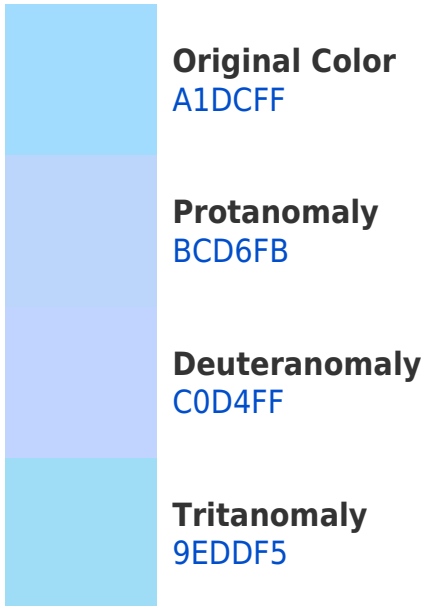 Original Color
A1DCFF
Protanomaly
BCD6FB
Deuteranomaly
C0D4FF
Tritanomaly
9EDDF5